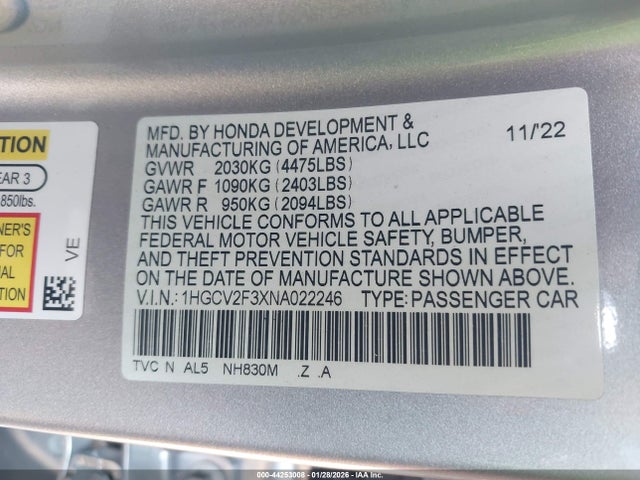 TION
EAR 3
850lbs.
NER'S
FOR
NAL
TION
VE
MFD. BY HONDA DEVELOPMENT &
MANUFACTURING OF AMERICA, LLC 11/'22
GVWR 2030KG (4475LBS)
GAWR F 1090KG (2403LBS)
GAWR R 950KG (2094LBS)
THIS VEHICLE CONFORMS TO ALL APPLICABLE
FEDERAL MOTOR VEHICLE SAFETY, BUMPER,
AND THEFT PREVENTION STANDARDS IN EFFECT
ON THE DATE OF MANUFACTURE SHOWN ABOVE.
V.I.N.: 1HGCV2F3XNA022246 TYPE: PASSENGER CAR
TVC N AL5 NH830M .Z .A
000-44253008 - 01/28/2026 - IAA Inc.